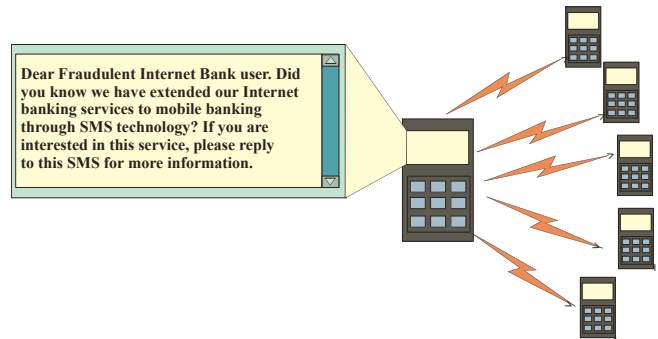 Dear Fraudulent Internet Bank user. Did
you know we have extended our Internet
banking services to mobile banking
through SMS technology? If you are
interested in this service, please reply
to this SMS for more information.